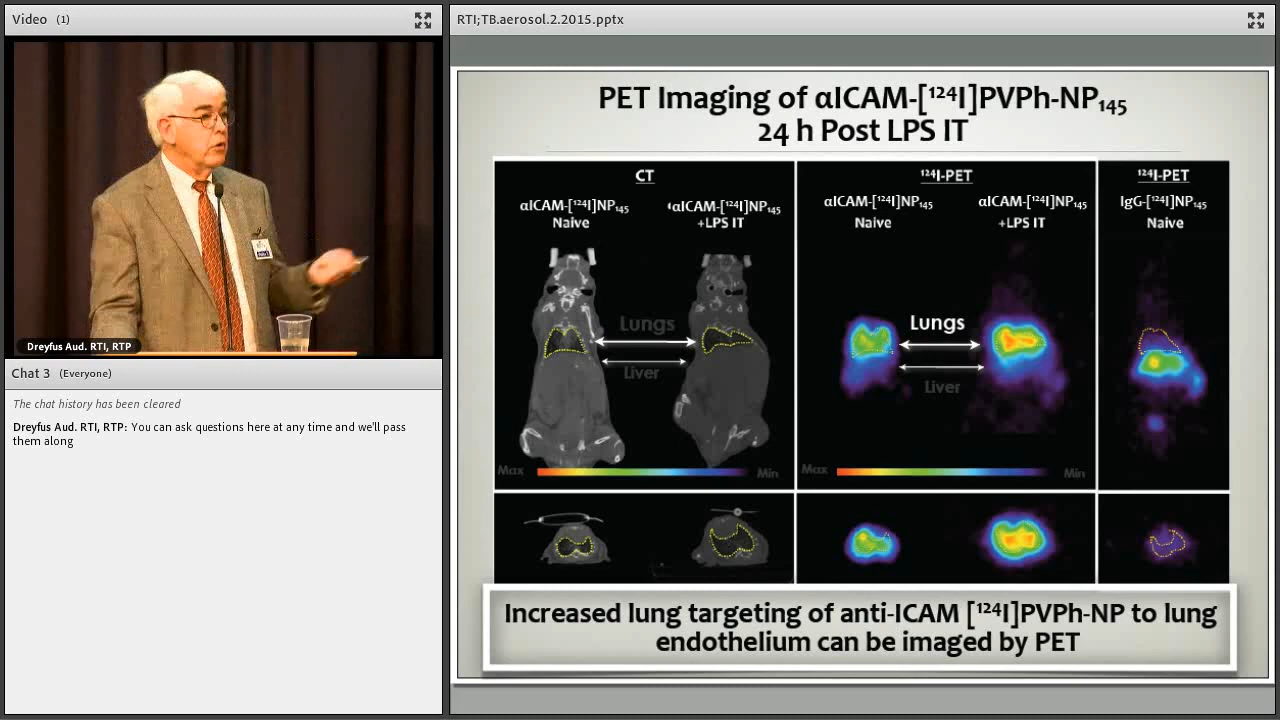 Video (1)
RTI;TB.aerosol.2.2015.pptx
Dreyfus Aud. RTI, RTP
Chat 3 (Everyone)
The chat history has been cleared
Dreyfus Aud. RTI, RTP: You can ask questions here at any time and we'll pass
them along
PET Imaging of αICAM-[¹²⁴I]PVPh-NP₁₄₅
24 h Post LPS IT
CT
αICAM-[¹²⁴I]NP₁₄₅
Naive
αICAM-[¹²⁴I]NP₁₄₅
+LPS IT
Lungs
Liver
Max
Min
¹²⁴I-PET
αICAM-[¹²⁴I]NP₁₄₅
Naive
αICAM-[¹²⁴I]NP₁₄₅
+LPS IT
Lungs
Liver
Max
Min
¹²⁴I-PET
IgG-[¹²⁴I]NP₁₄₅
Naive
Increased lung targeting of anti-ICAM [¹²⁴I]PVPh-NP to lung
endothelium can be imaged by PET